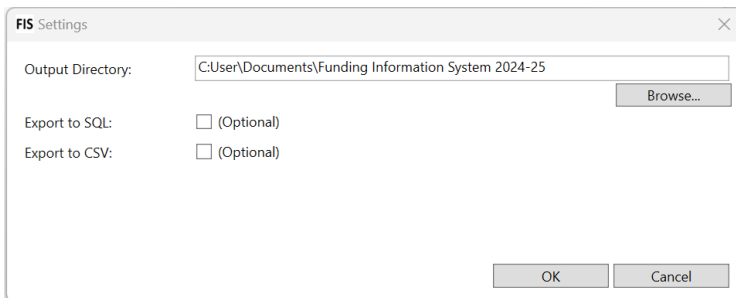 FIS Settings
Output Directory: C:User\Documents\Funding Information System 2024-25
Browse...
Export to SQL: (Optional)
Export to CSV: (Optional)
OK Cancel